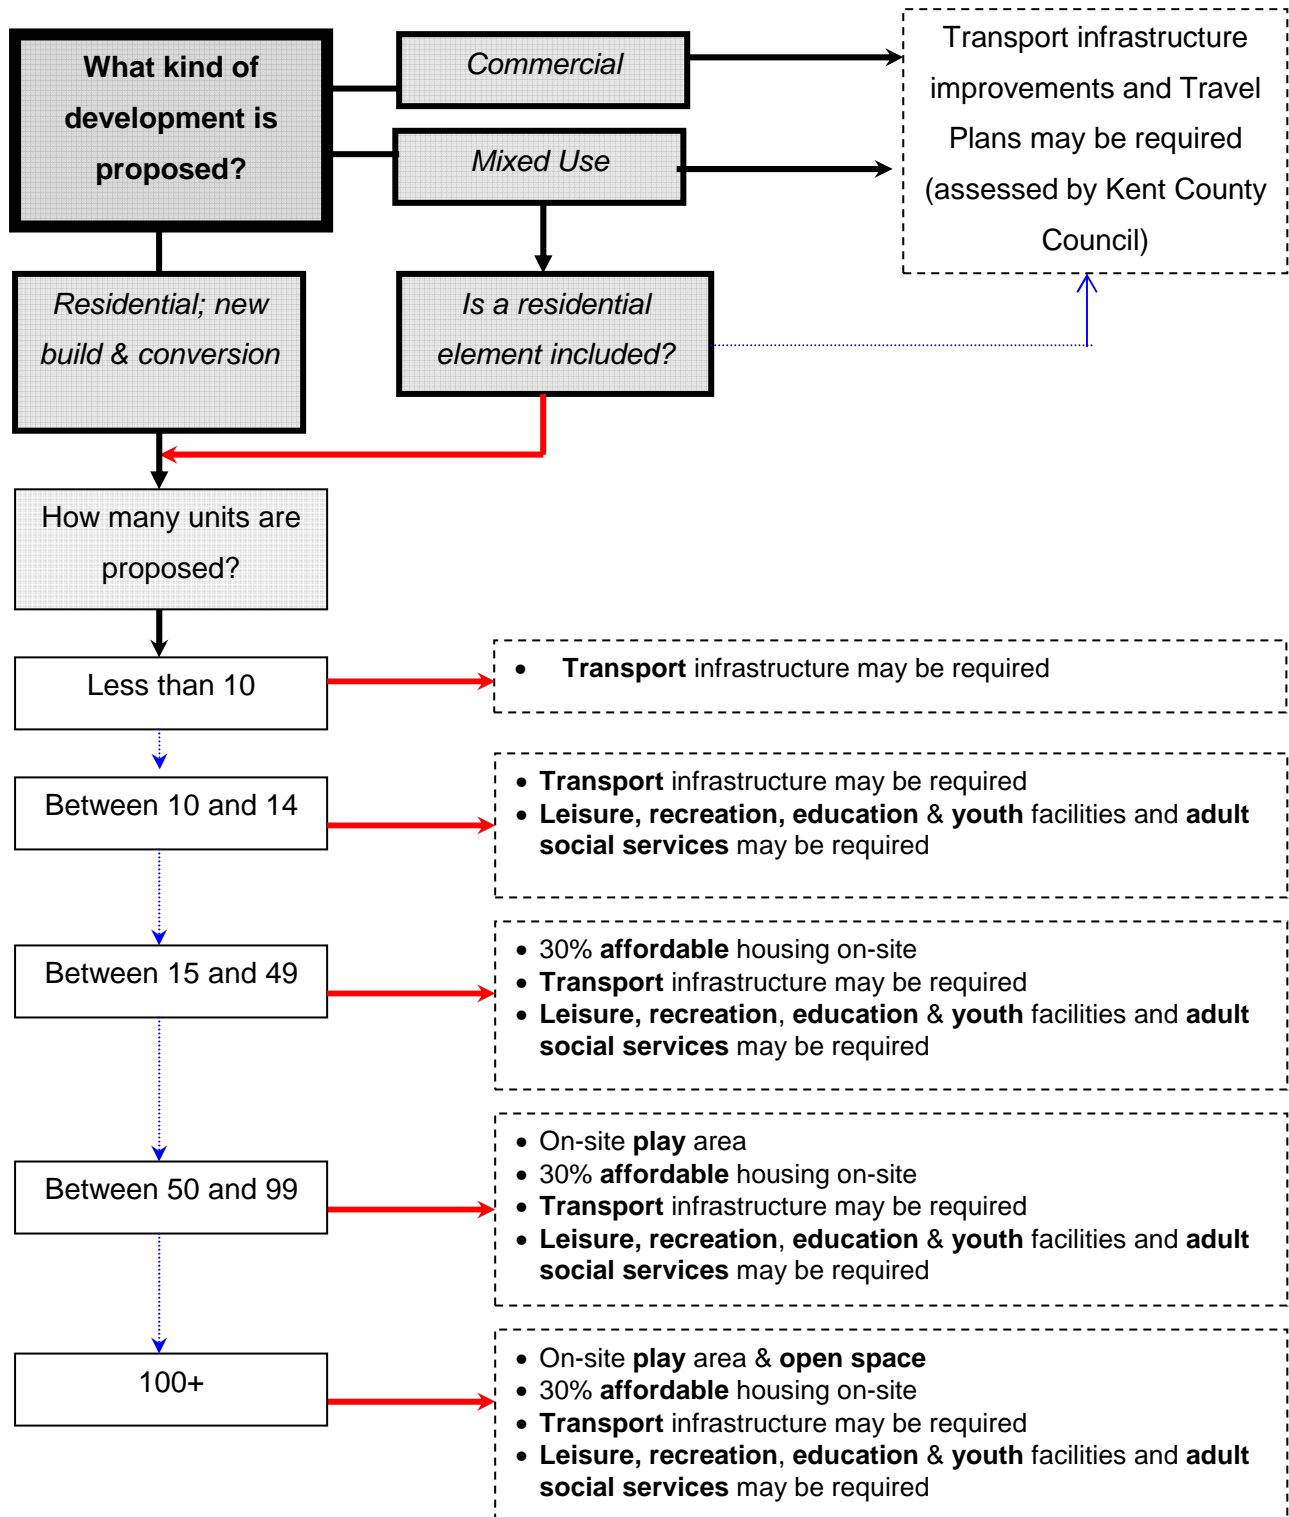 What kind of
development is
proposed?
Commercial
Mixed Use
Transport infrastructure
improvements and Travel
Plans may be required
(assessed by Kent County
Council)
Residential; new
build & conversion
Is a residential
element included?
How many units are
proposed?
Less than 10
• Transport infrastructure may be required
Between 10 and 14
• Transport infrastructure may be required
• Leisure, recreation, education & youth facilities and adult
social services may be required
Between 15 and 49
• 30% affordable housing on-site
• Transport infrastructure may be required
• Leisure, recreation, education & youth facilities and adult
social services may be required
Between 50 and 99
• On-site play area
• 30% affordable housing on-site
• Transport infrastructure may be required
• Leisure, recreation, education & youth facilities and adult
social services may be required
100+
• On-site play area & open space
• 30% affordable housing on-site
• Transport infrastructure may be required
• Leisure, recreation, education & youth facilities and adult
social services may be required